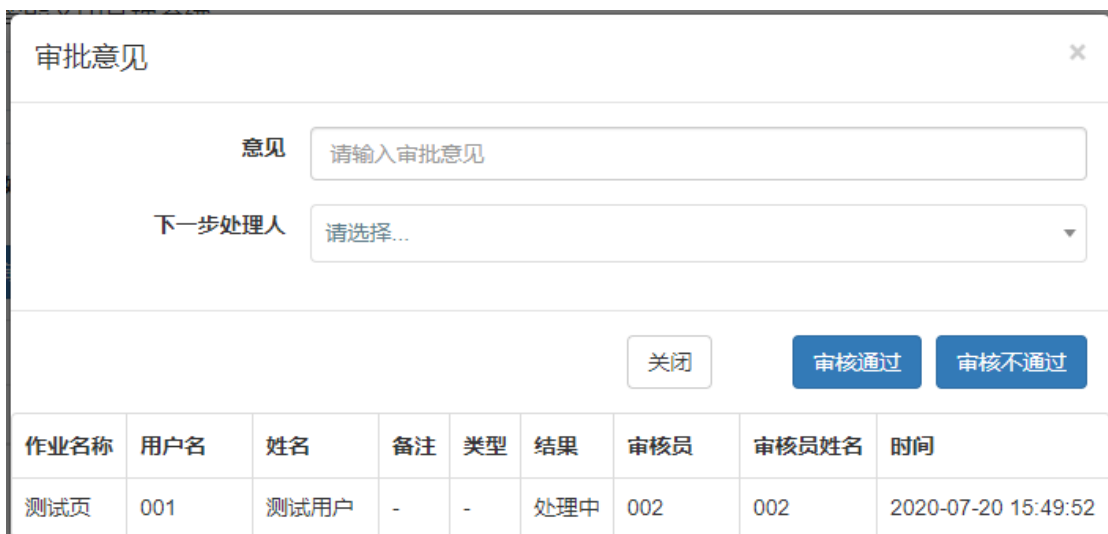 审批意见 ×
意见 请输入审批意见
下一步处理人 请选择...
关闭 审核通过 审核不通过
作业名称 用户名 姓名 备注 类型 结果 审核员 审核员姓名 时间
测试页 001 测试用户 - - 处理中 002 002 2020-07-20 15:49:52